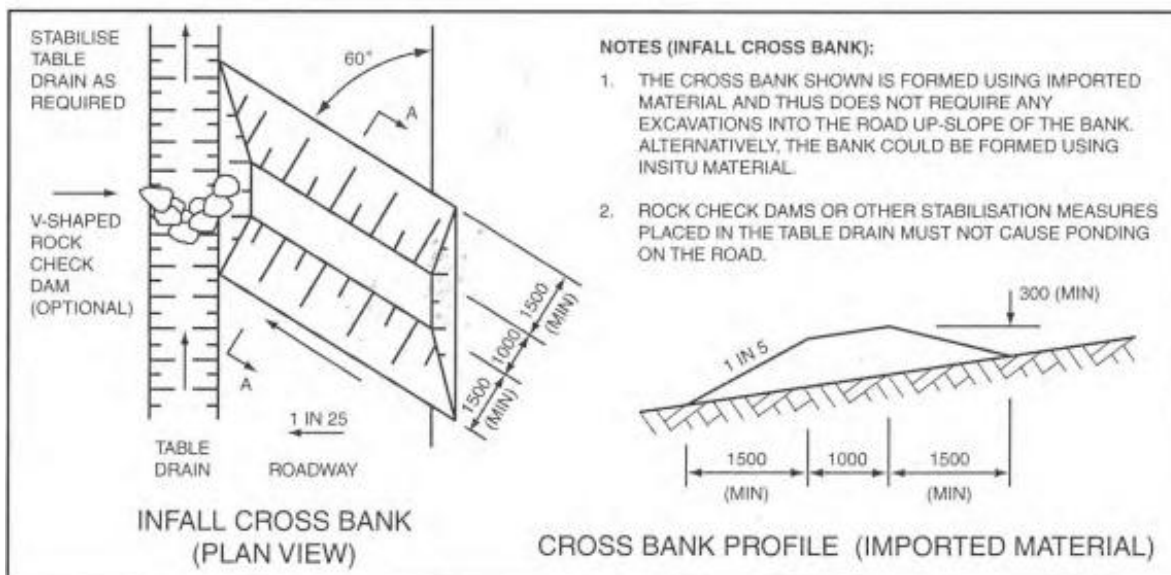 STABILISE
TABLE
DRAIN AS
REQUIRED
60°
A
V-SHAPED
ROCK
CHECK
DAM
(OPTIONAL)
A
1500
(MIN)
1000
1500
(MIN)
1 IN 25
TABLE
DRAIN
ROADWAY
INFALL CROSS BANK
(PLAN VIEW)
NOTES (INFALL CROSS BANK):
1. THE CROSS BANK SHOWN IS FORMED USING IMPORTED
MATERIAL AND THUS DOES NOT REQUIRE ANY
EXCAVATIONS INTO THE ROAD UP-SLOPE OF THE BANK.
ALTERNATIVELY, THE BANK COULD BE FORMED USING
INSITU MATERIAL.
2. ROCK CHECK DAMS OR OTHER STABILISATION MEASURES
PLACED IN THE TABLE DRAIN MUST NOT CAUSE PONDING
ON THE ROAD.
300 (MIN)
1 IN 5
1500
(MIN)
1000
1500
(MIN)
CROSS BANK PROFILE (IMPORTED MATERIAL)